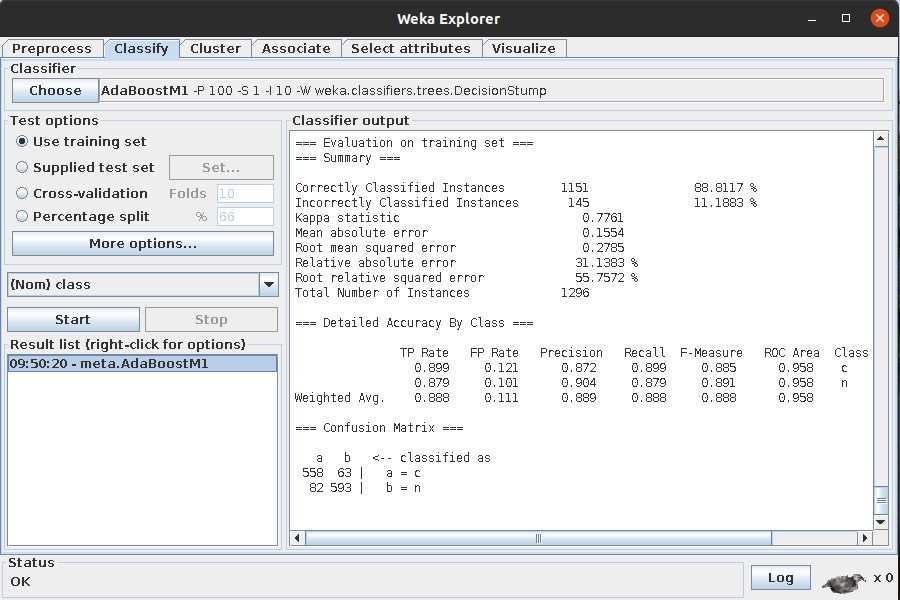 Weka Explorer
Preprocess Classify Cluster Associate Select attributes Visualize
Classifier
Choose AdaBoostM1 -P 100 -S 1 -I 10 -W weka.classifiers.trees.DecisionStump
Test options
Use training set
Supplied test set Set...
Cross-validation Folds 10
Percentage split % 66
More options...
(Nom) class
Start Stop
Result list (right-click for options)
09:50:20 - meta.AdaBoostM1
Classifier output
=== Evaluation on training set ===
=== Summary ===
Correctly Classified Instances 1151 88.8117 %
Incorrectly Classified Instances 145 11.1883 %
Kappa statistic 0.7761
Mean absolute error 0.1554
Root mean squared error 0.2785
Relative absolute error 31.1383 %
Root relative squared error 55.7572 %
Total Number of Instances 1296
=== Detailed Accuracy By Class ===
TP Rate FP Rate Precision Recall F-Measure ROC Area Class
0.899 0.121 0.872 0.899 0.885 0.958 c
0.879 0.101 0.904 0.879 0.891 0.958 n
Weighted Avg. 0.888 0.111 0.889 0.888 0.888 0.958
=== Confusion Matrix ===
a b <-- classified as
558 63 | a = c
82 593 | b = n
Status
OK
Log x 0